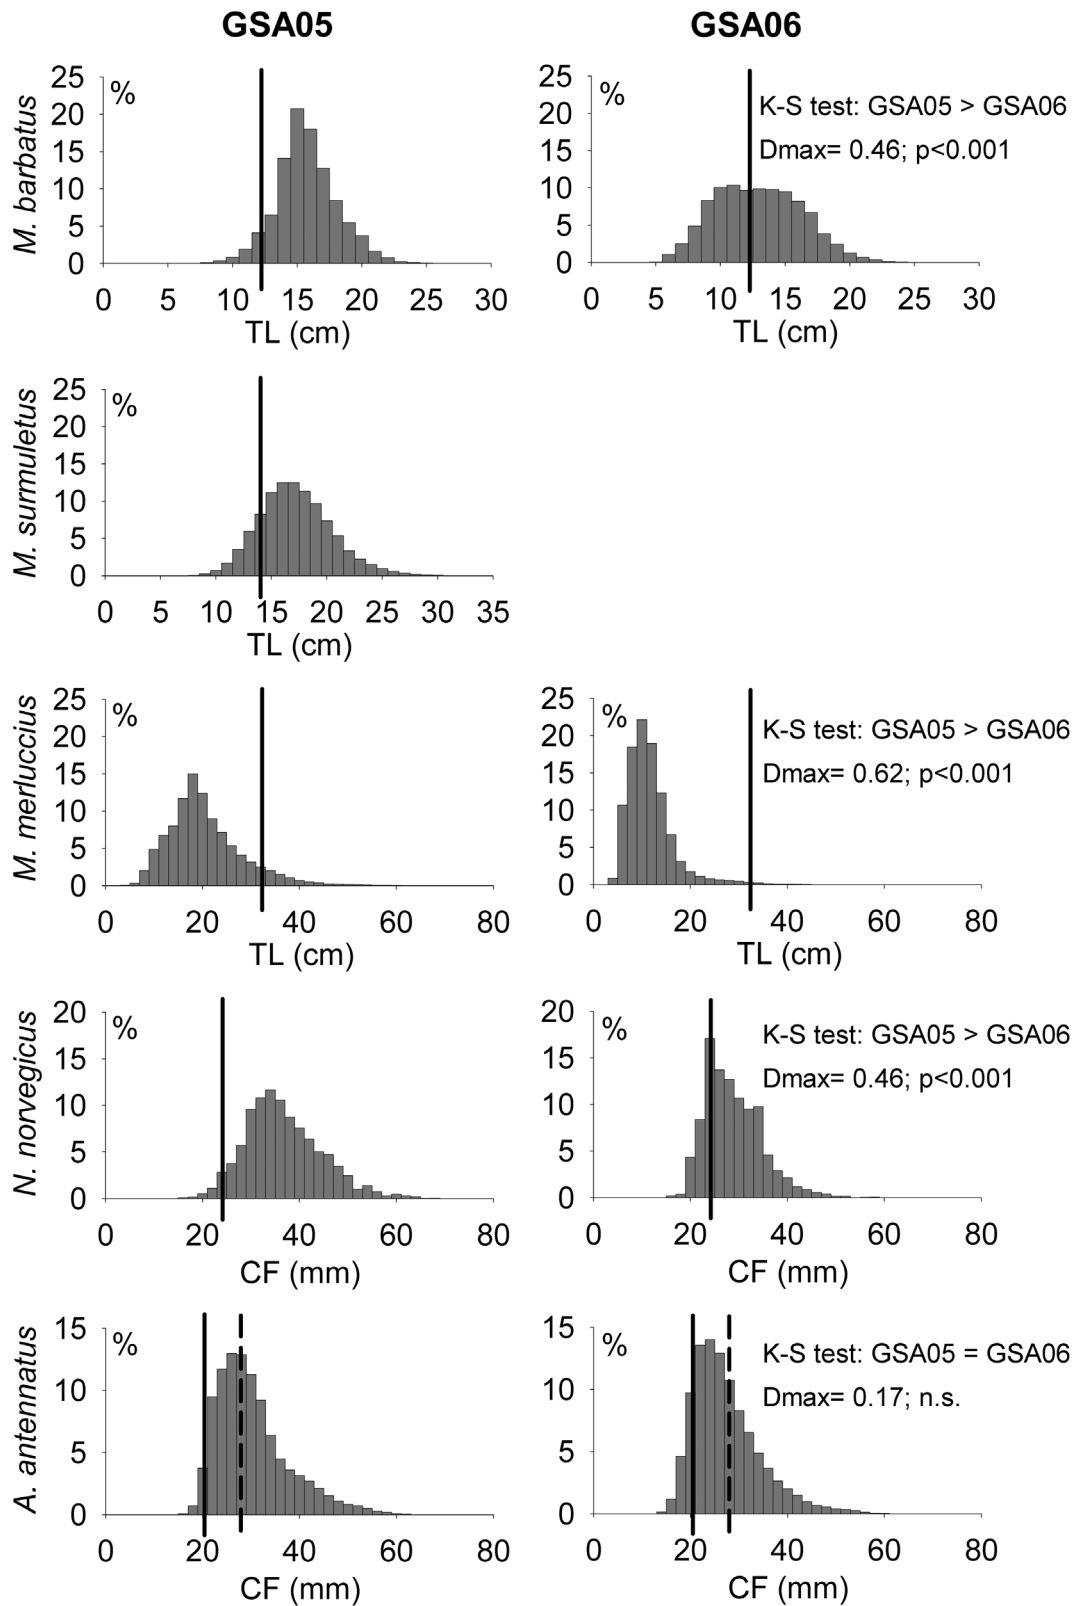 GSA05 GSA06
M. barbatus
25
20
15
10
5
0
%
0 5 10 15 20 25 30
TL (cm)
25
20
15
10
5
0
%
K-S test: GSA05 > GSA06
Dmax= 0.46; p<0.001
0 5 10 15 20 25 30
TL (cm)
M. surmuletus
25
20
15
10
5
0
%
0 5 10 15 20 25 30 35
TL (cm)
M. merluccius
25
20
15
10
5
0
%
0 20 40 60 80
TL (cm)
25
20
15
10
5
0
%
K-S test: GSA05 > GSA06
Dmax= 0.62; p<0.001
0 20 40 60 80
TL (cm)
N. norvegicus
20
15
10
5
0
%
0 20 40 60 80
CF (mm)
20
15
10
5
0
%
K-S test: GSA05 > GSA06
Dmax= 0.46; p<0.001
0 20 40 60 80
CF (mm)
A. antennatus
15
10
5
0
%
0 20 40 60 80
CF (mm)
15
10
5
0
%
K-S test: GSA05 = GSA06
Dmax= 0.17; n.s.
0 20 40 60 80
CF (mm)